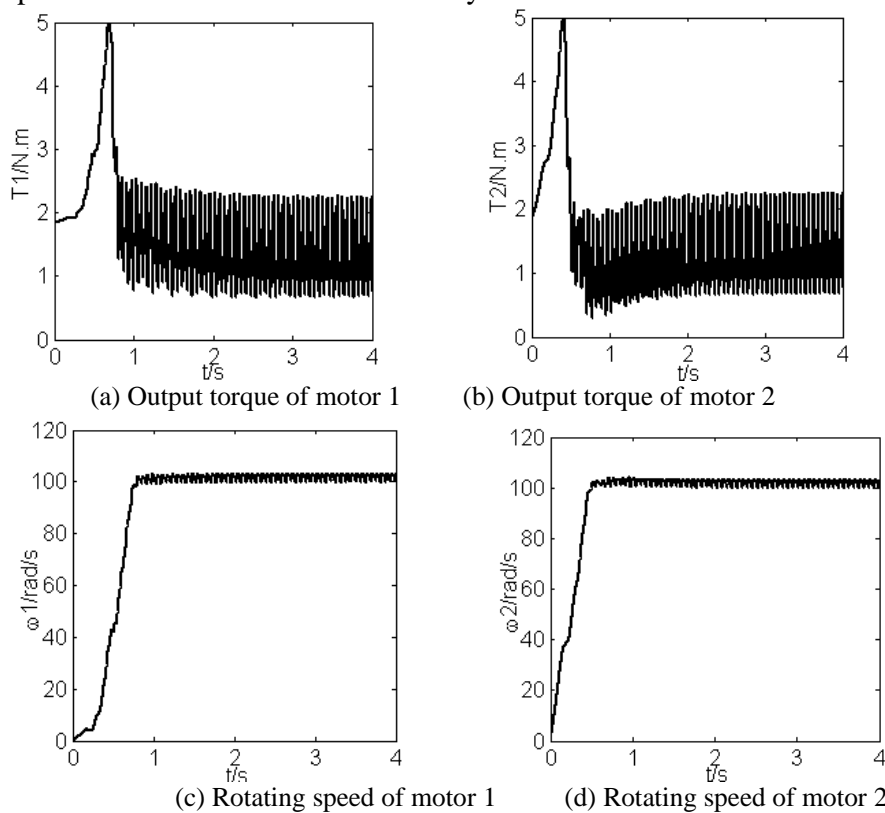 5
4
3
2
1
0
T1/N.m
0 1 2 3 4
t/s
(a) Output torque of motor 1
5
4
3
2
1
0
T2/N.m
0 1 2 3 4
t/s
(b) Output torque of motor 2
120
100
80
60
40
20
0
ω1/rad/s
0 1 2 3 4
t/s
(c) Rotating speed of motor 1
120
100
80
60
40
20
0
ω2/rad/s
0 1 2 3 4
t/s
(d) Rotating speed of motor 2